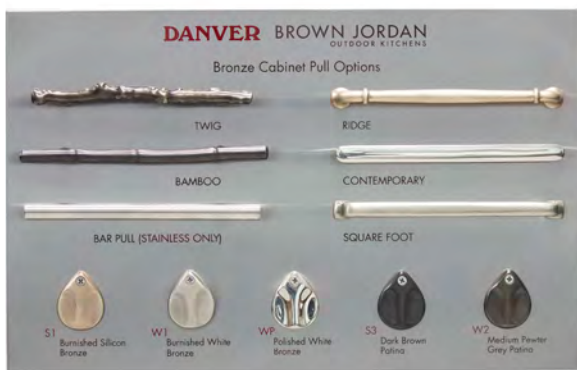 DANVER BROWN JORDAN
OUTDOOR KITCHENS
Bronze Cabinet Pull Options
TWIG
RIDGE
BAMBOO
CONTEMPORARY
BAR PULL (STAINLESS ONLY)
SQUARE FOOT
S1
Burnished Silicon
Bronze
W1
Burnished White
Bronze
WP
Polished White
Bronze
S3
Dark Brown
Patina
W2
Medium Pewter
Grey Patina